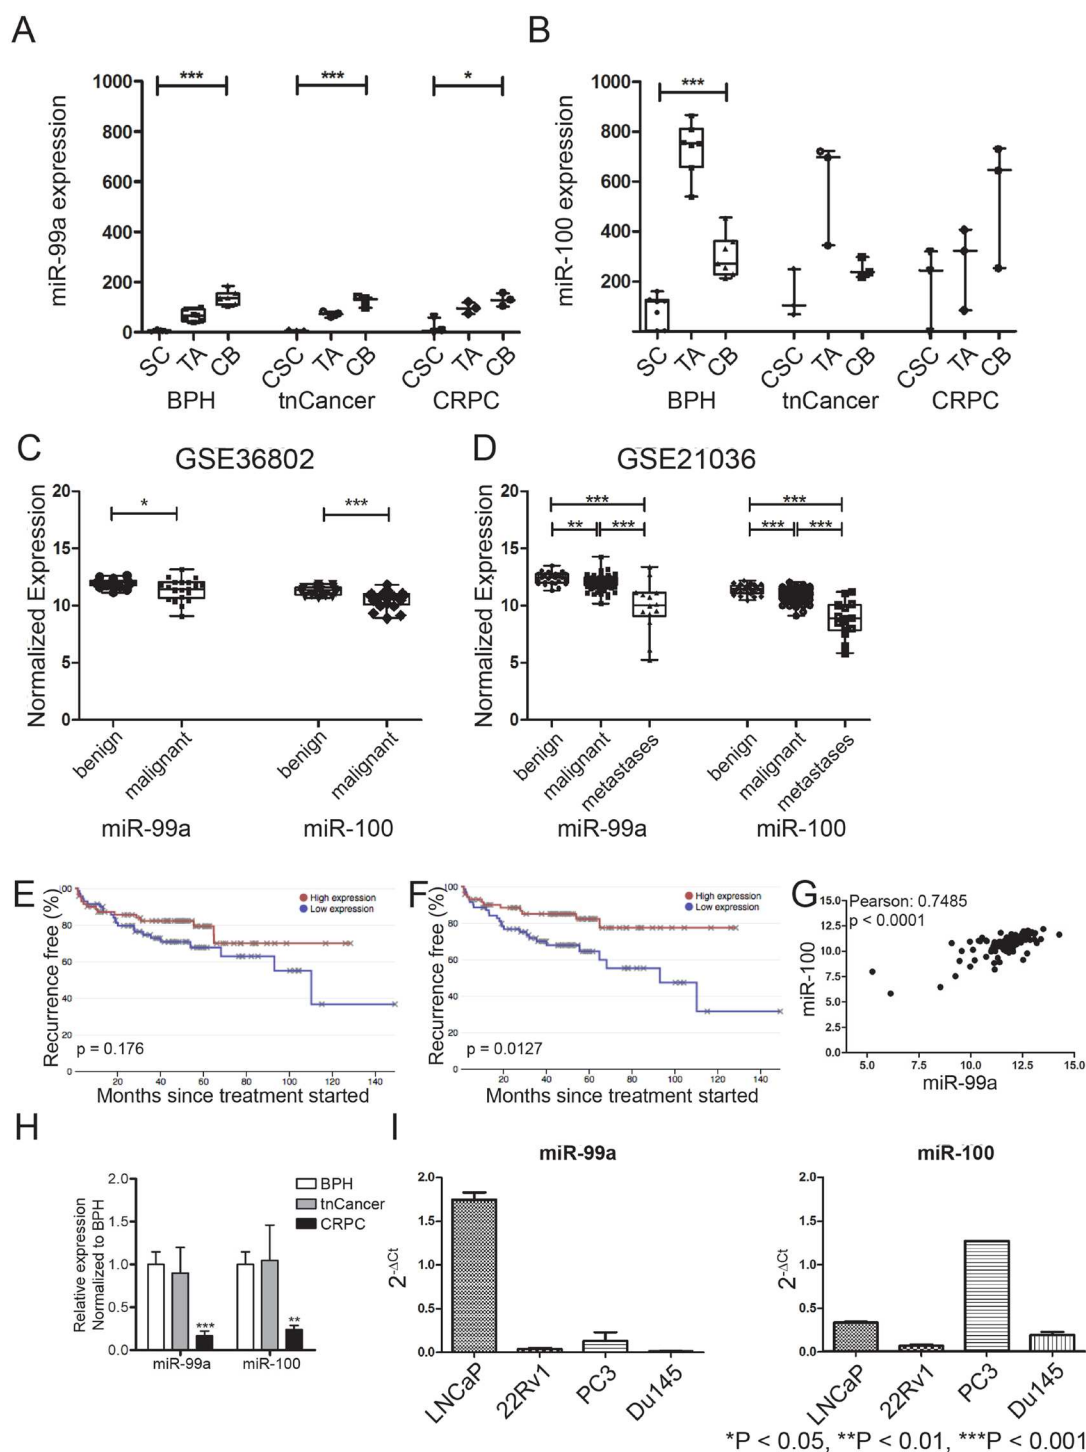 A
B
miR-99a expression
1000
800
600
400
200
0
***
***
*
SC
TA
CB
CSC
TA
CB
CSC
TA
CB
BPH
tnCancer
CRPC
miR-100 expression
1000
800
600
400
200
***
SC
TA
CB
CSC
TA
CB
CSC
TA
CB
BPH
tnCancer
CRPC
C
GSE36802
Normalized Expression
20
15
10
5
0
*
***
benign
malignant
benign
malignant
miR-99a
miR-100
D
GSE21036
Normalized Expression
20
15
10
5
0
***
** ***
***
*** ***
benign
malignant
metastases
benign
malignant
metastases
miR-99a
miR-100
E
Recurrence free (%)
100
80
60
40
20
0
High expression
Low expression
p = 0.176
20 40 60 80 100 120 140
Months since treatment started
F
Recurrence free (%)
100
80
60
40
20
0
High expression
Low expression
p = 0.0127
20 40 60 80 100 120 140
Months since treatment started
G
Pearson: 0.7485
p < 0.0001
miR-100
15.0
12.5
10.0
7.5
5.0
2.5
0.0
5.0 7.5 10.0 12.5 15.0
miR-99a
H
Relative expression
Normalized to BPH
2.0
1.5
1.0
0.5
0.0
BPH
tnCancer
CRPC
***
**
miR-99a
miR-100
I
miR-99a
2-ΔCt
2.0
1.5
1.0
0.5
0.0
LNCaP
22Rv1
PC3
Du145
miR-100
2-ΔCt
2.0
1.5
1.0
0.5
0.0
LNCaP
22Rv1
PC3
Du145
*P < 0.05, **P < 0.01, ***P < 0.001